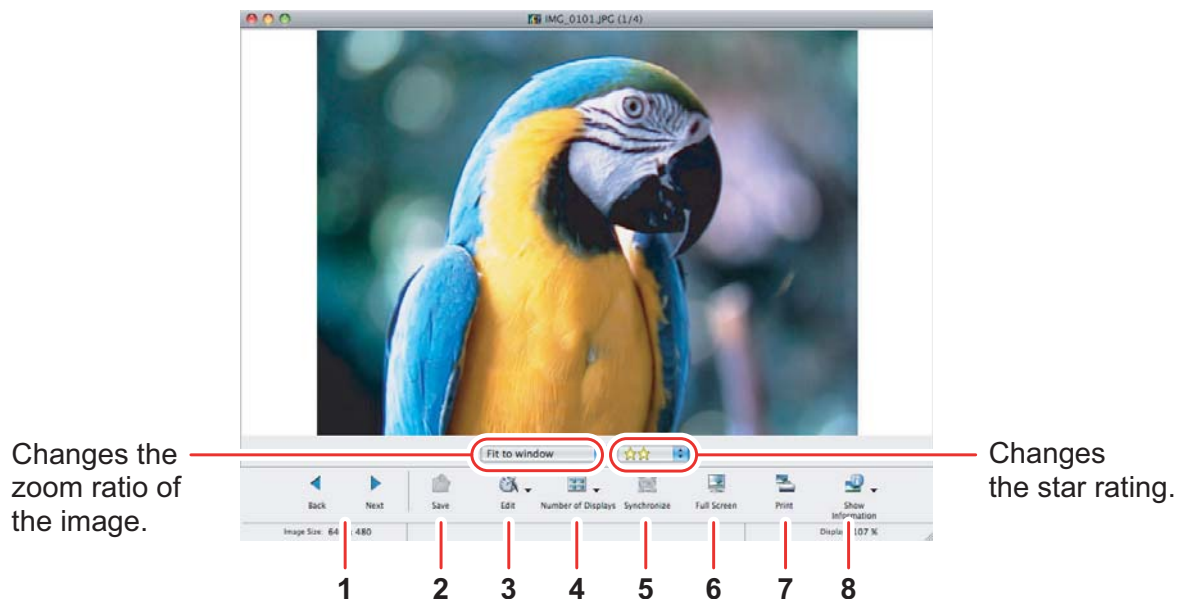 IMG_0101.JPG (1/4)
Changes the
zoom ratio of
the image.
Fit to window
Changes
the star rating.
Back
Next
Save
Edit
Number of Displays
Synchronize
Full Screen
Print
Show
Information
Image Size: 64 480
Display 107 %
1 2 3 4 5 6 7 8